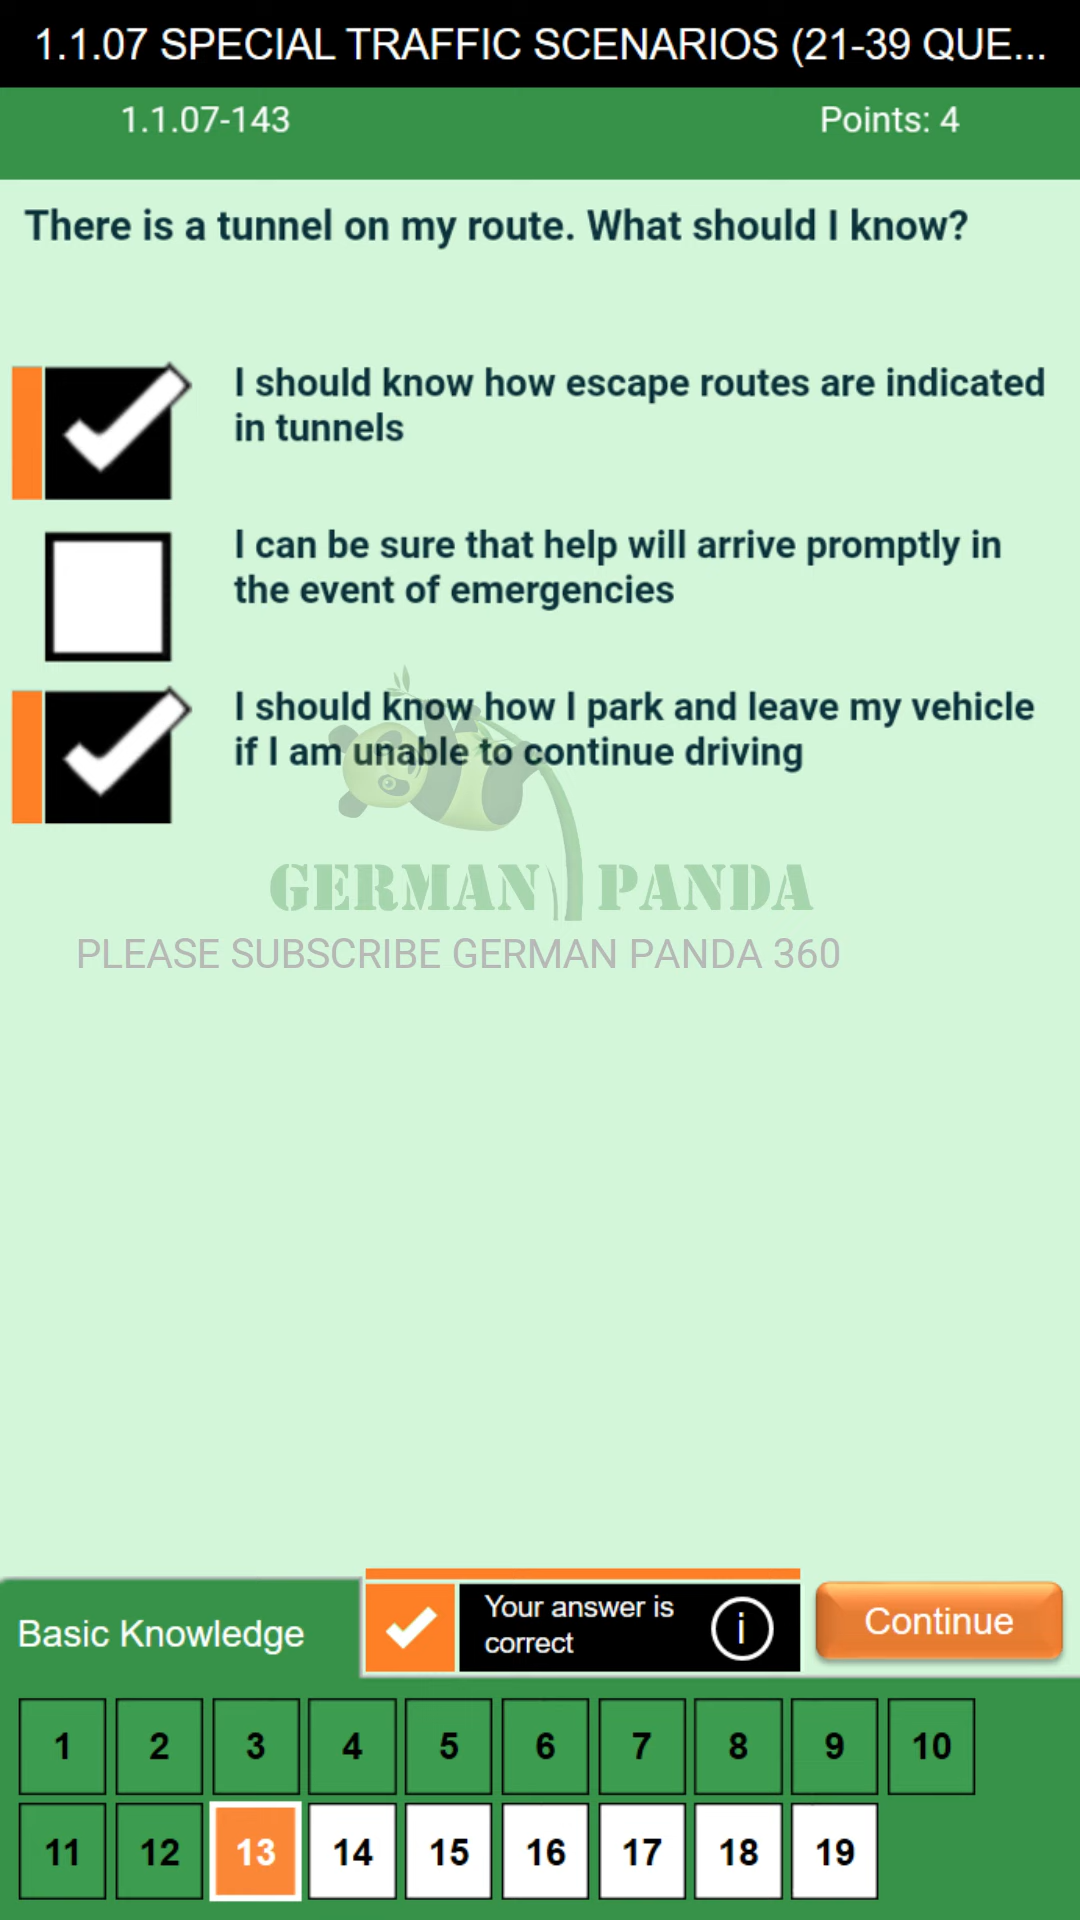 1.1.07 SPECIAL TRAFFIC SCENARIOS (21-39 QUE...
1.1.07-143
Points: 4
There is a tunnel on my route. What should I know?
I should know how escape routes are indicated
in tunnels
I can be sure that help will arrive promptly in
the event of emergencies
I should know how I park and leave my vehicle
if I am unable to continue driving
GERMAN PANDA
PLEASE SUBSCRIBE GERMAN PANDA 360
Basic Knowledge
Your answer is
correct
i
Continue
1 2 3 4 5 6 7 8 9 10
11 12 13 14 15 16 17 18 19